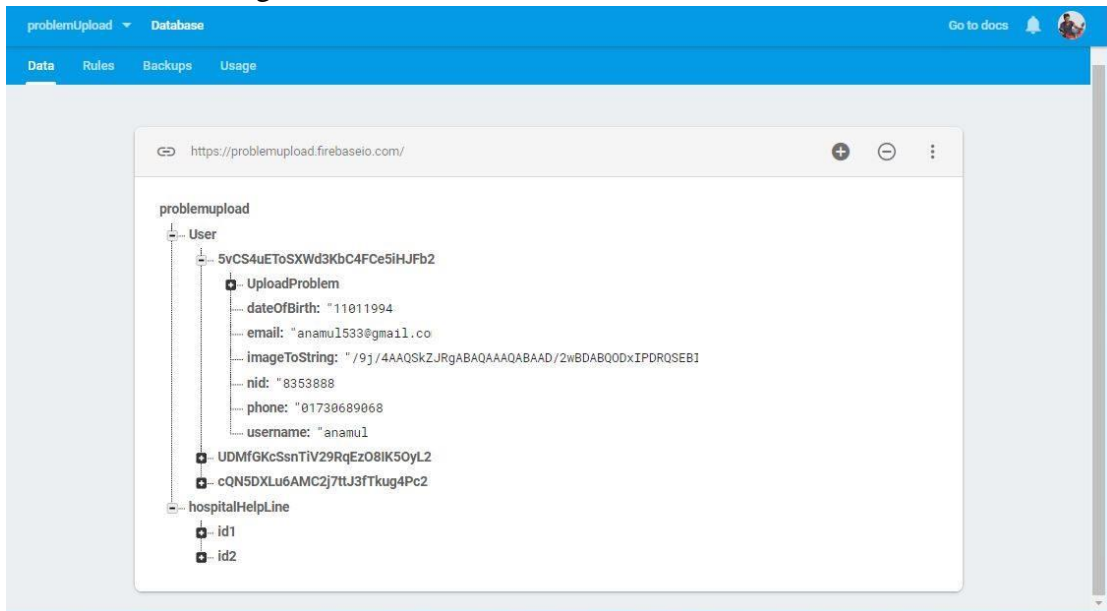 problemUpload Database Go to docs
Data Rules Backups Usage
https://problemupload.firebaseio.com/
problemupload
User
5vCS4uEToSXWd3KbC4FCe5iHJFb2
UploadProblem
dateOfBirth: "11011994
email: "anamul533@gmail.co
imageToString: "/9j/4AAQSkZJRgABAQAAAQABAAD/2wBDABQODxIPDRQSEBI
nid: "8353888
phone: "01730689068
username: "anamul
UDMfGKcSsnTiV29RqEzO8IK5OyL2
cQN5DXLu6AMC2j7ttJ3fTkug4Pc2
hospitalHelpLine
id1
id2